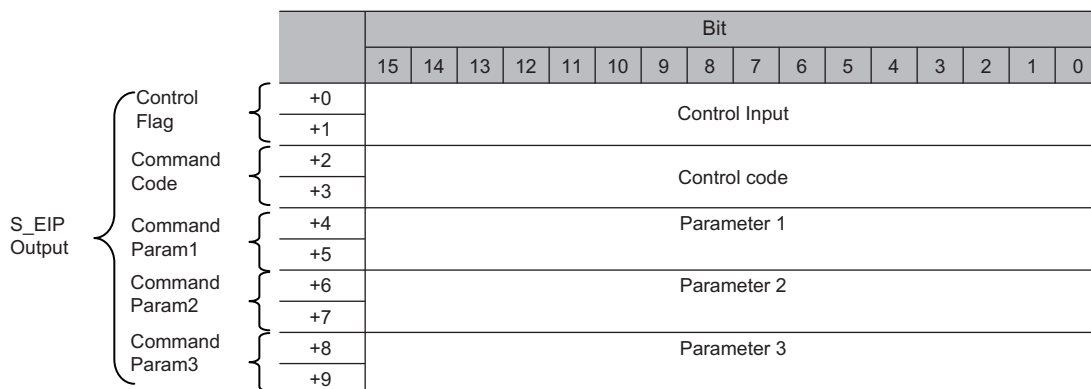 Bit
15 14 13 12 11 10 9 8 7 6 5 4 3 2 1 0
S_EIP
Output
Control
Flag
+0
+1
Control Input
Command
Code
+2
+3
Control code
Command
Param1
+4
+5
Parameter 1
Command
Param2
+6
+7
Parameter 2
Command
Param3
+8
+9
Parameter 3